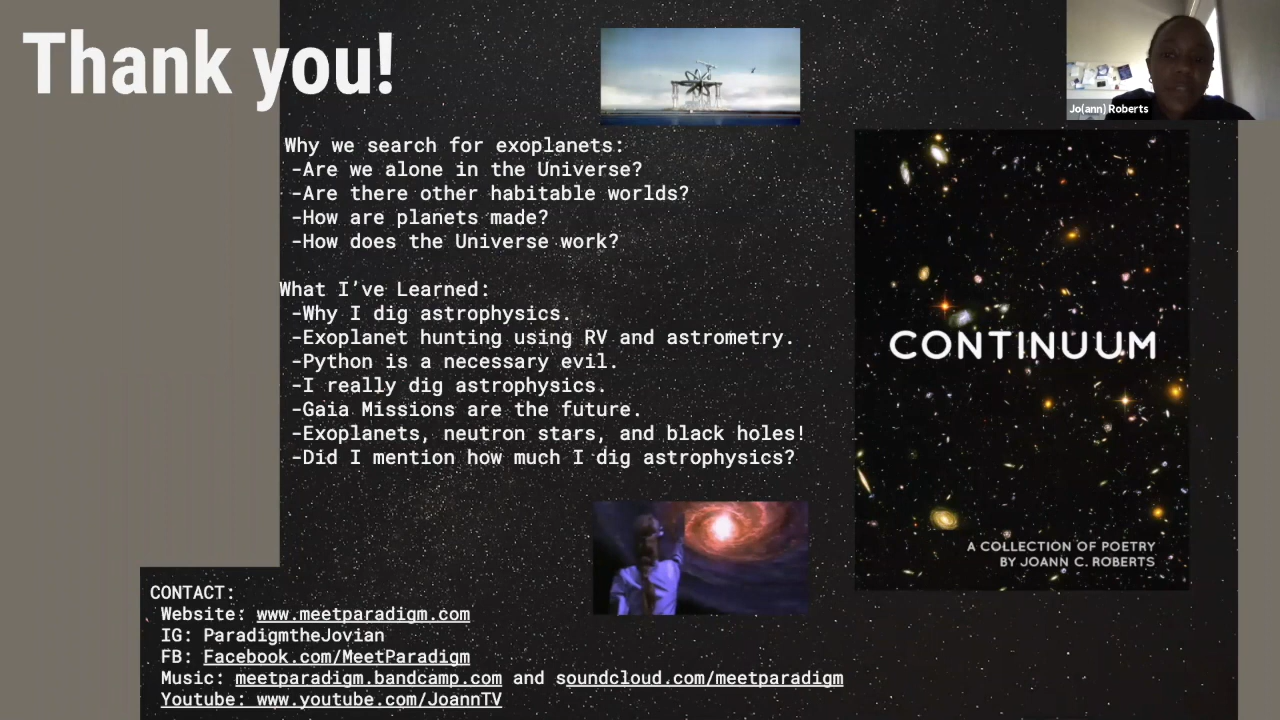 Thank you!
Jo(ann) Roberts
Why we search for exoplanets:
-Are we alone in the Universe?
-Are there other habitable worlds?
-How are planets made?
-How does the Universe work?
What I've Learned:
-Why I dig astrophysics.
-Exoplanet hunting using RV and astrometry.
-Python is a necessary evil.
-I really dig astrophysics.
-Gaia Missions are the future.
-Exoplanets, neutron stars, and black holes!
-Did I mention how much I dig astrophysics?
CONTINUUM
A COLLECTION OF POETRY
BY JOANN C. ROBERTS
CONTACT:
Website: www.meetparadigm.com
IG: ParadigmtheJovian
FB: Facebook.com/MeetParadigm
Music: meetparadigm.bandcamp.com and soundcloud.com/meetparadigm
Youtube: www.youtube.com/JoannTV